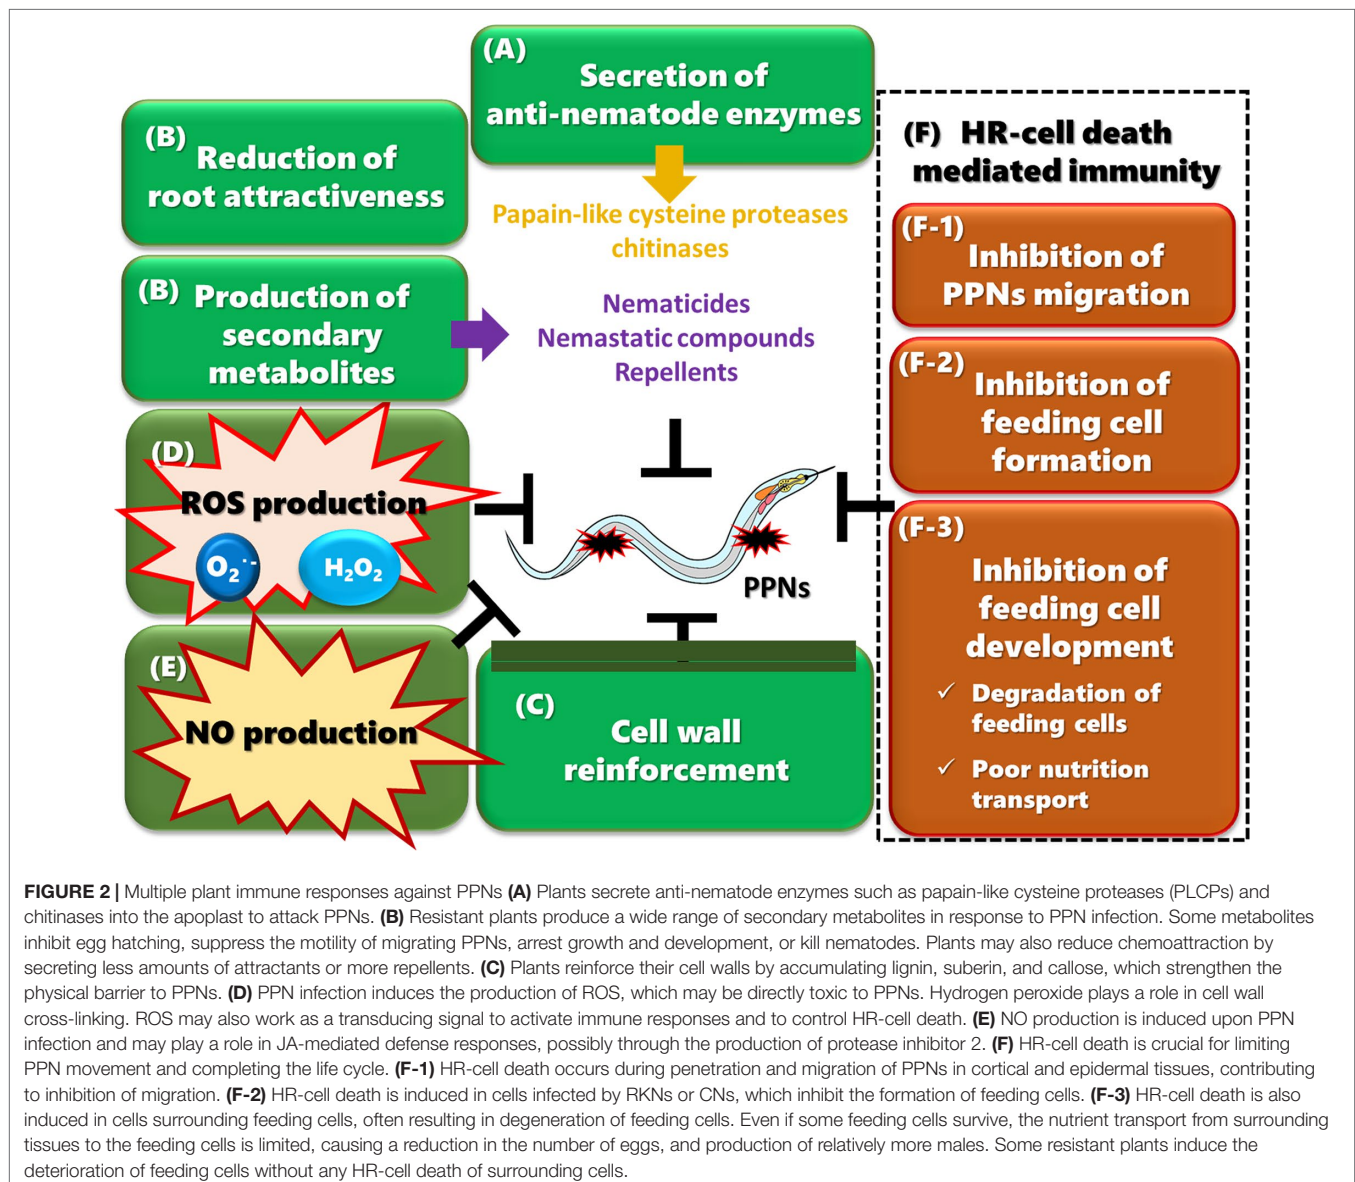 (A)
Secretion of
anti-nematode enzymes
Papain-like cysteine proteases
chitinases
(B)
Reduction of
root attractiveness
(B)
Production of
secondary
metabolites
Nematicides
Nemastatic compounds
Repellents
(D)
ROS production
O₂·⁻
H₂O₂
(E)
NO production
(C)
Cell wall
reinforcement
PPNs
(F) HR-cell death
mediated immunity
(F-1)
Inhibition of
PPNs migration
(F-2)
Inhibition of
feeding cell
formation
(F-3)
Inhibition of
feeding cell
development
✓ Degradation of
feeding cells
✓ Poor nutrition
transport
FIGURE 2 | Multiple plant immune responses against PPNs (A) Plants secrete anti-nematode enzymes such as papain-like cysteine proteases (PLCPs) and
chitinases into the apoplast to attack PPNs. (B) Resistant plants produce a wide range of secondary metabolites in response to PPN infection. Some metabolites
inhibit egg hatching, suppress the motility of migrating PPNs, arrest growth and development, or kill nematodes. Plants may also reduce chemoattraction by
secreting less amounts of attractants or more repellents. (C) Plants reinforce their cell walls by accumulating lignin, suberin, and callose, which strengthen the
physical barrier to PPNs. (D) PPN infection induces the production of ROS, which may be directly toxic to PPNs. Hydrogen peroxide plays a role in cell wall
cross-linking. ROS may also work as a transducing signal to activate immune responses and to control HR-cell death. (E) NO production is induced upon PPN
infection and may play a role in JA-mediated defense responses, possibly through the production of protease inhibitor 2. (F) HR-cell death is crucial for limiting
PPN movement and completing the life cycle. (F-1) HR-cell death occurs during penetration and migration of PPNs in cortical and epidermal tissues, contributing
to inhibition of migration. (F-2) HR-cell death is induced in cells infected by RKNs or CNs, which inhibit the formation of feeding cells. (F-3) HR-cell death is also
induced in cells surrounding feeding cells, often resulting in degeneration of feeding cells. Even if some feeding cells survive, the nutrient transport from surrounding
tissues to the feeding cells is limited, causing a reduction in the number of eggs, and production of relatively more males. Some resistant plants induce the
deterioration of feeding cells without any HR-cell death of surrounding cells.